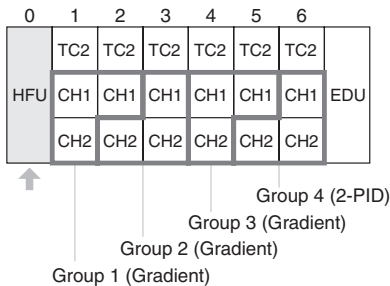 0 1 2 3 4 5 6
TC2 TC2 TC2 TC2 TC2 TC2
HFU CH1 CH1 CH1 CH1 CH1 CH1 EDU
CH2 CH2 CH2 CH2 CH2 CH2
Group 4 (2-PID)
Group 3 (Gradient)
Group 2 (Gradient)
Group 1 (Gradient)